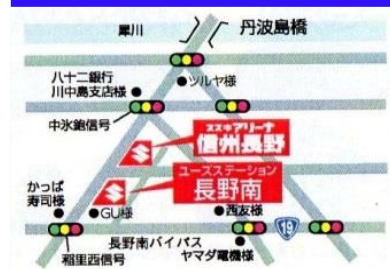 犀川
丹波島橋
八十二銀行
川中島支店様
ツルヤ様
中氷鉋信号
スズキアリーナ
信州長野
ユーズステーション
長野南
かっぱ
寿司様
GU様
西友様
19
稲里西信号
長野南バイパス
ヤマダ電機様